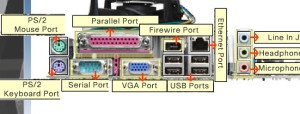 PS/2
Mouse Port
Parallel Port
Firewire Port
Ethernet Port
Line In J
Headphone
Microphone
PS/2
Keyboard Port
Serial Port
VGA Port
USB Ports